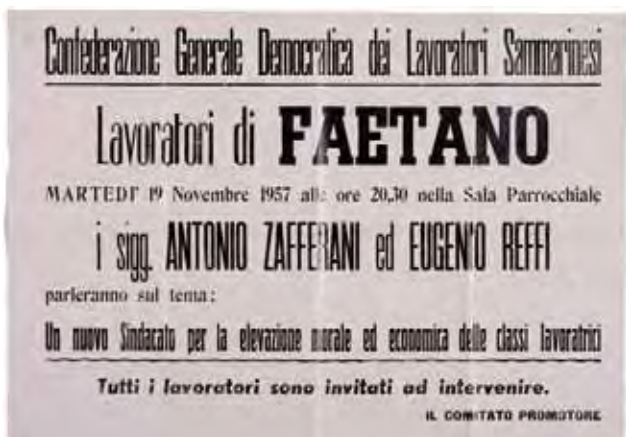 Confederazione Generale Democratica dei Lavoratori Sammarinesi
Lavoratori di FAETANO
MARTEDI' 19 Novembre 1957 alle ore 20,30 nella Sala Parrocchiale
i sigg. ANTONIO ZAFFERANI ed EUGENIO REFFI
parleranno sul tema:
Un nuovo Sindacato per la elevazione morale ed economica delle classi lavoratrici
Tutti i lavoratori sono invitati ad intervenire.
IL COMITATO PROMOTORE